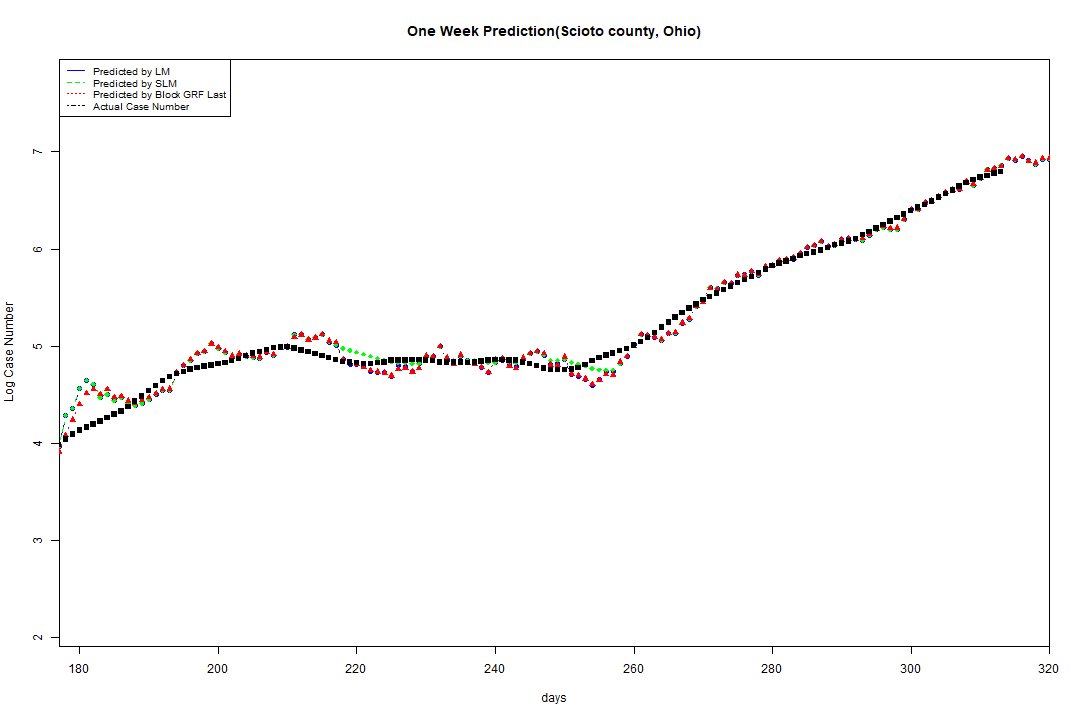 One Week Prediction(Scioto county, Ohio)
Predicted by LM
Predicted by SLM
Predicted by Block GRF Last
Actual Case Number
7
6
5
4
3
2
Log Case Number
180 200 220 240 260 280 300 320
days